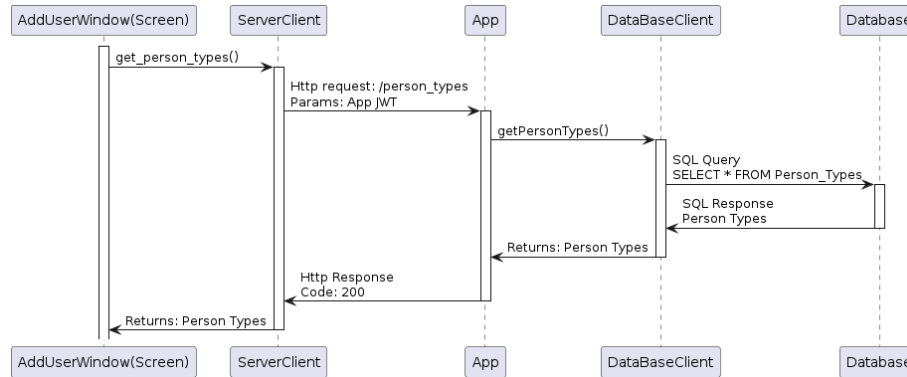 AddUserWindow(Screen)
ServerClient
App
DataBaseClient
Database
get_person_types()
Http request: /person_types
Params: App JWT
getPersonTypes()
SQL Query
SELECT * FROM Person_Types
SQL Response
Person Types
Returns: Person Types
Http Response
Code: 200
Returns: Person Types
AddUserWindow(Screen)
ServerClient
App
DataBaseClient
Database